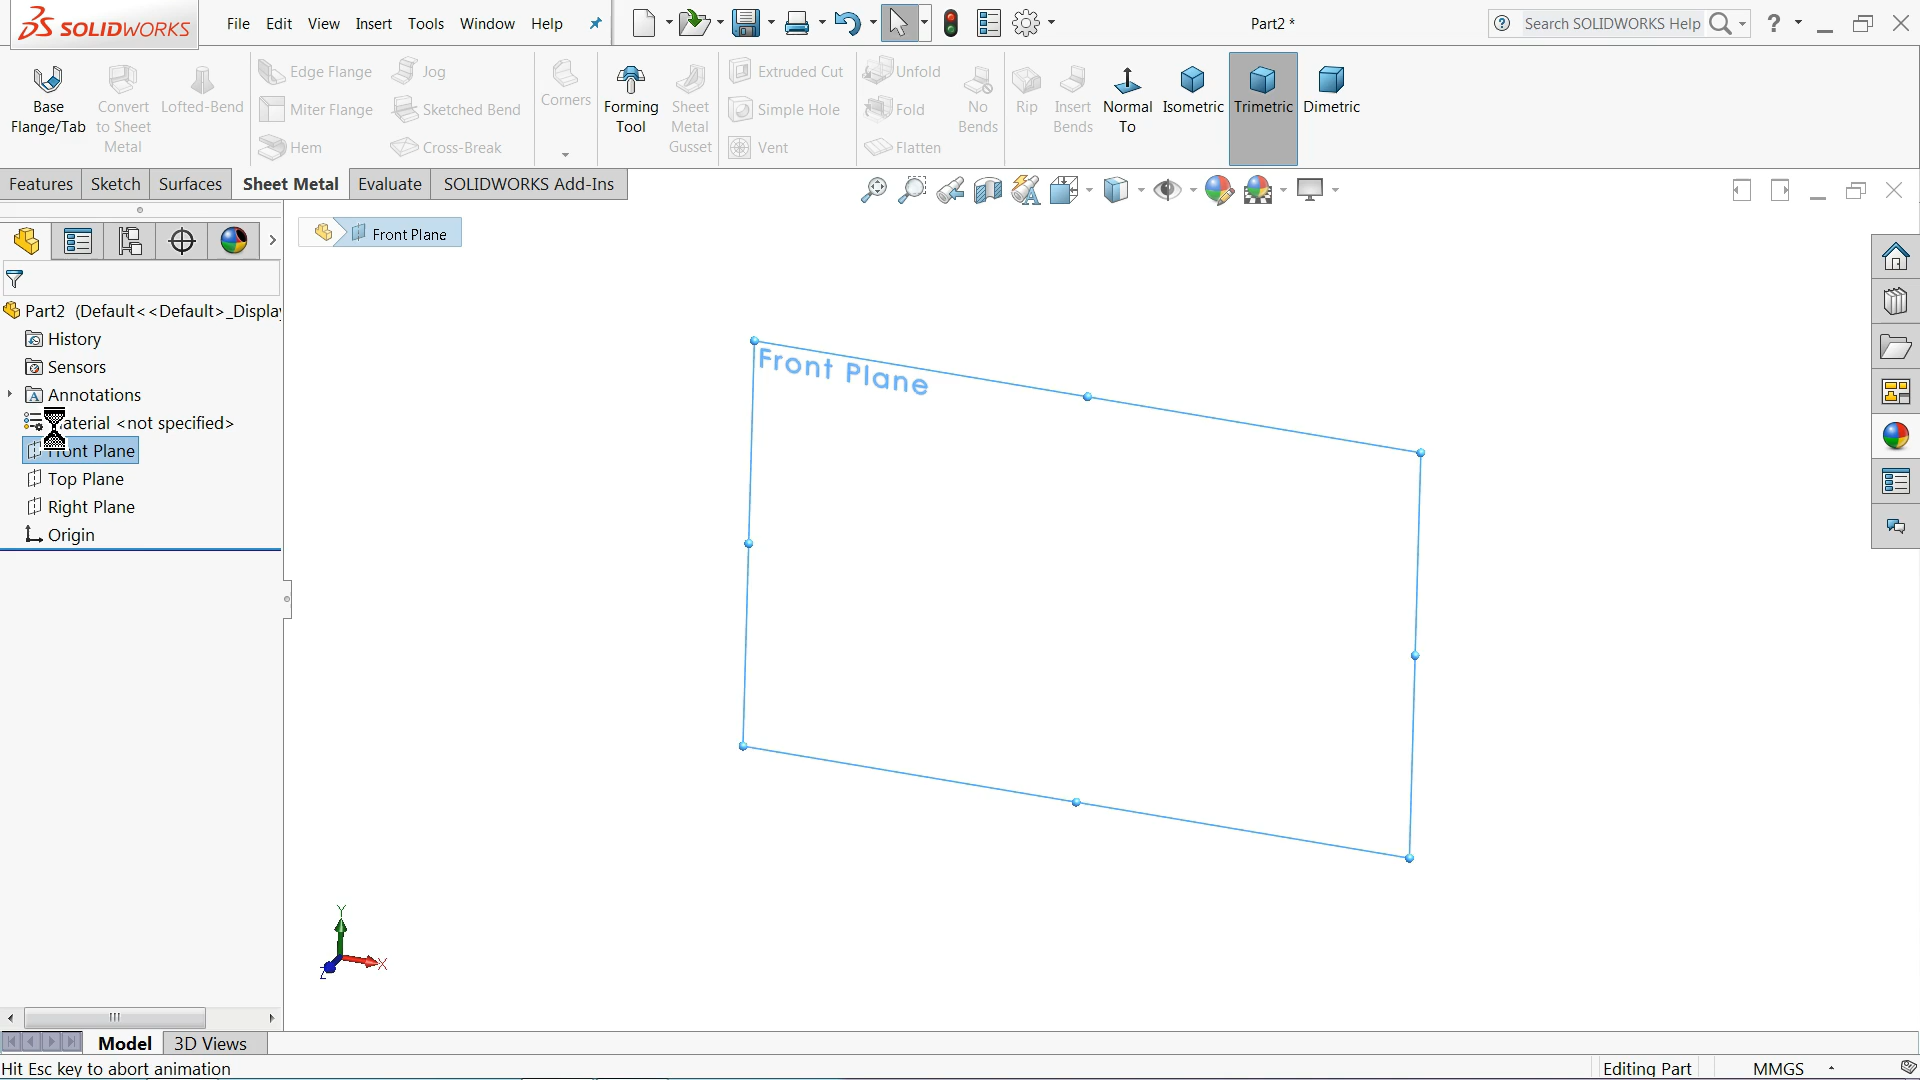 SOLIDWORKS File Edit View Insert Tools Window Help Part2 * Search SOLIDWORKS Help ?
Base Flange/Tab
Convert to Sheet Metal
Lofted-Bend
Edge Flange
Miter Flange
Hem
Jog
Sketched Bend
Cross-Break
Corners
Forming Tool
Sheet Metal Gusset
Extruded Cut
Simple Hole
Vent
Unfold
Fold
Flatten
No Bends
Rip
Insert Bends
Normal To
Isometric
Trimetric
Dimetric
Features Sketch Surfaces Sheet Metal Evaluate SOLIDWORKS Add-Ins
Front Plane
Part2 (Default<<Default>_Displa
History
Sensors
Annotations
<not specified>
Front Plane
Top Plane
Right Plane
Origin
Front Plane
Y
X
Z
Model 3D Views
Hit Esc key to abort animation Editing Part MMGS